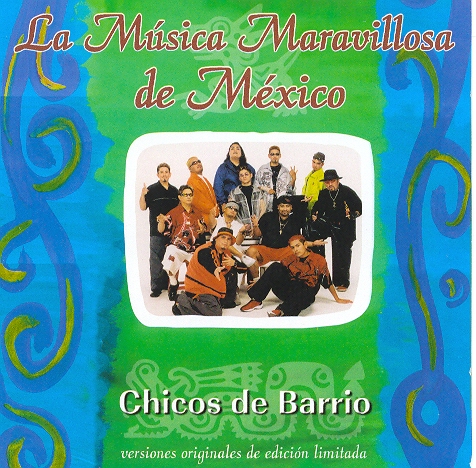 La Música Maravillosa
de México
Chicos de Barrio
versiones originales de edición limitada